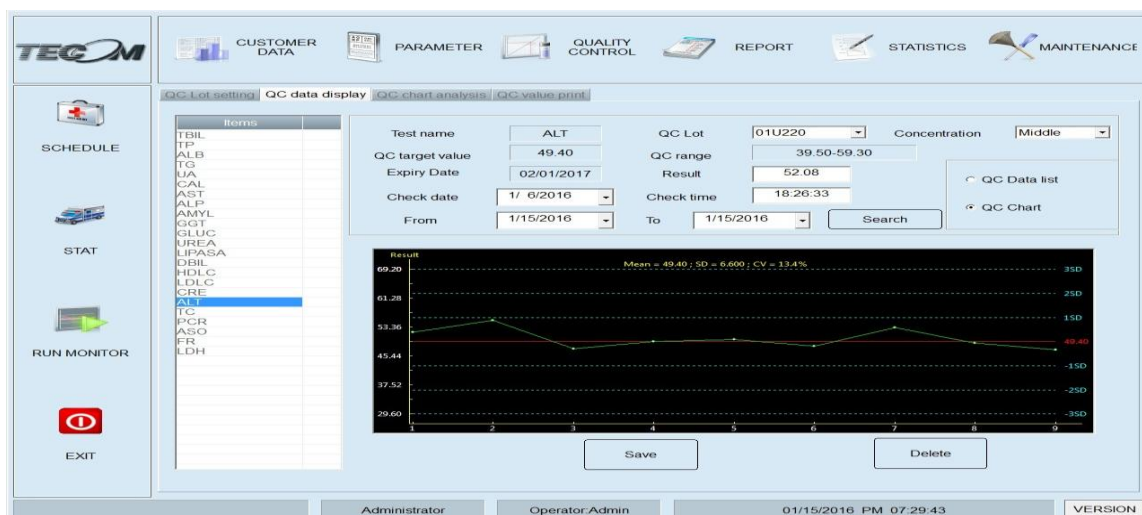 TECOM
CUSTOMER DATA
PARAMETER
QUALITY CONTROL
REPORT
STATISTICS
MAINTENANCE
SCHEDULE
STAT
RUN MONITOR
EXIT
QC Lot setting QC data display QC chart analysis QC value print
Items
TBIL
TP
ALB
TG
UA
CAL
AST
ALP
AMYL
GGT
GLUC
UREA
LIPASA
DBIL
HDLC
LDLC
CRE
ALT
TC
PCR
ASO
FR
LDH
Test name ALT QC Lot 01U220 Concentration Middle
QC target value 49.40 QC range 39.50-59.30
Expiry Date 02/01/2017 Result 52.08
Check date 1/ 6/2016 Check time 18:26:33
From 1/15/2016 To 1/15/2016 Search
QC Data list
QC Chart
Result
Mean = 49.40 ; SD = 6.600 ; CV = 13.4%
69.20 3SD
61.28 2SD
53.36 1SD
49.40
45.44 -1SD
37.52 -2SD
29.60 -3SD
1 2 3 4 5 6 7 8 9
Save Delete
Administrator Operator:Admin 01/15/2016 PM 07:29:43 VERSION